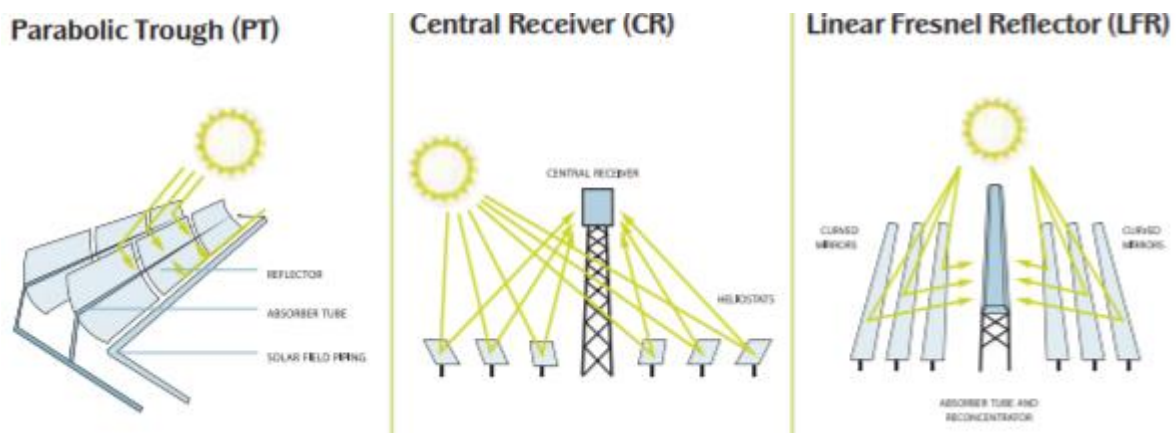 Parabolic Trough (PT)
REFLECTOR
ABSORBER TUBE
SOLAR FIELD PIPING
Central Receiver (CR)
CENTRAL RECEIVER
HELIOSTATS
Linear Fresnel Reflector (LFR)
CURVED
MIRRORS
CURVED
MIRRORS
ABSORBER TUBE AND
RECONCENTRATOR